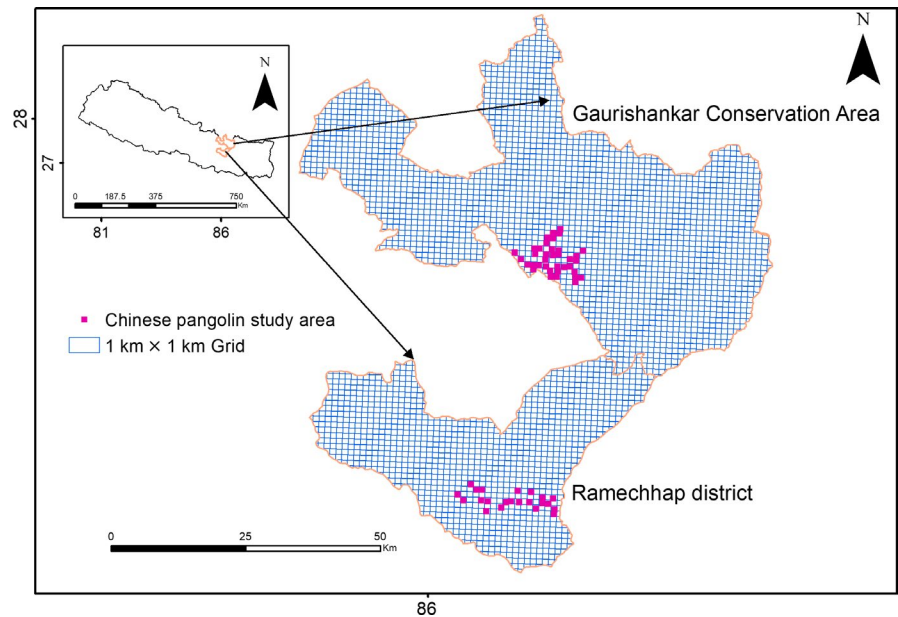 N
N
Gaurishankar Conservation Area
28
27
0 187.5 375 750
Km
81 86
Chinese pangolin study area
1 km × 1 km Grid
Ramechhap district
0 25 50
Km
86